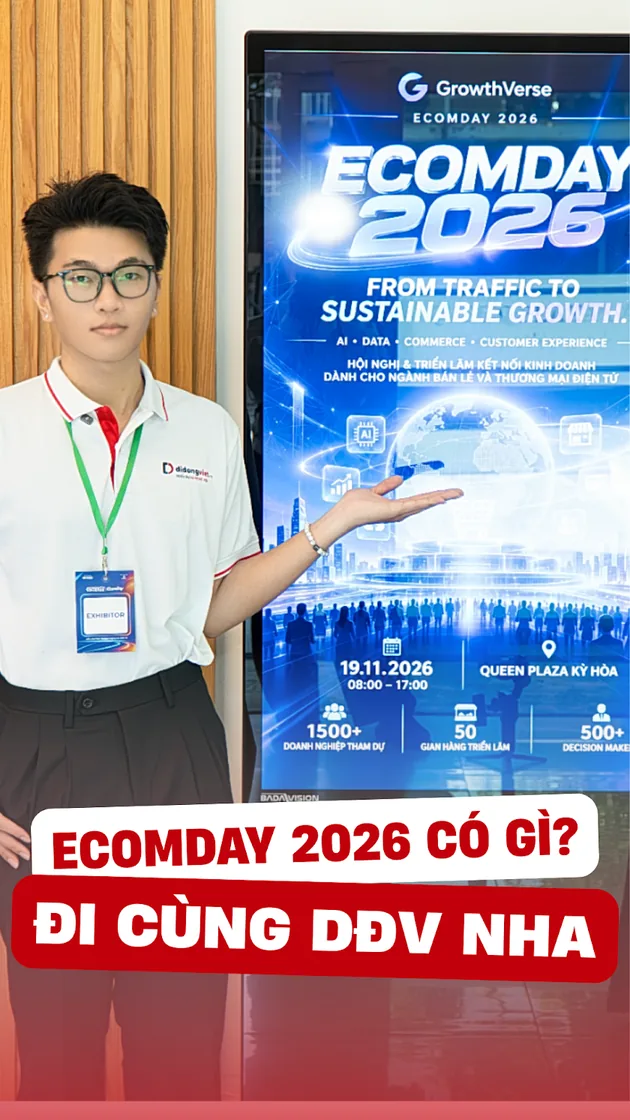 GrowthVerse
ECOMDAY 2026
ECOMDAY
2026
FROM TRAFFIC TO
SUSTAINABLE GROWTH.
AI • DATA • COMMERCE • CUSTOMER EXPERIENCE
HỘI NGHỊ & TRIỂN LÃM KẾT NỐI KINH DOANH
DÀNH CHO NGÀNH BÁN LẺ VÀ THƯƠNG MẠI ĐIỆN TỬ
AI
didongviet
EXHIBITOR
19.11.2026
08:00 – 17:00
QUEEN PLAZA KỲ HÒA
1500+
DOANH NGHIỆP THAM DỰ
50
GIAN HÀNG TRIỂN LÃM
500+
DECISION MAKE
BADAVISION
ECOMDAY 2026 CÓ GÌ?
ĐI CÙNG DĐV NHA